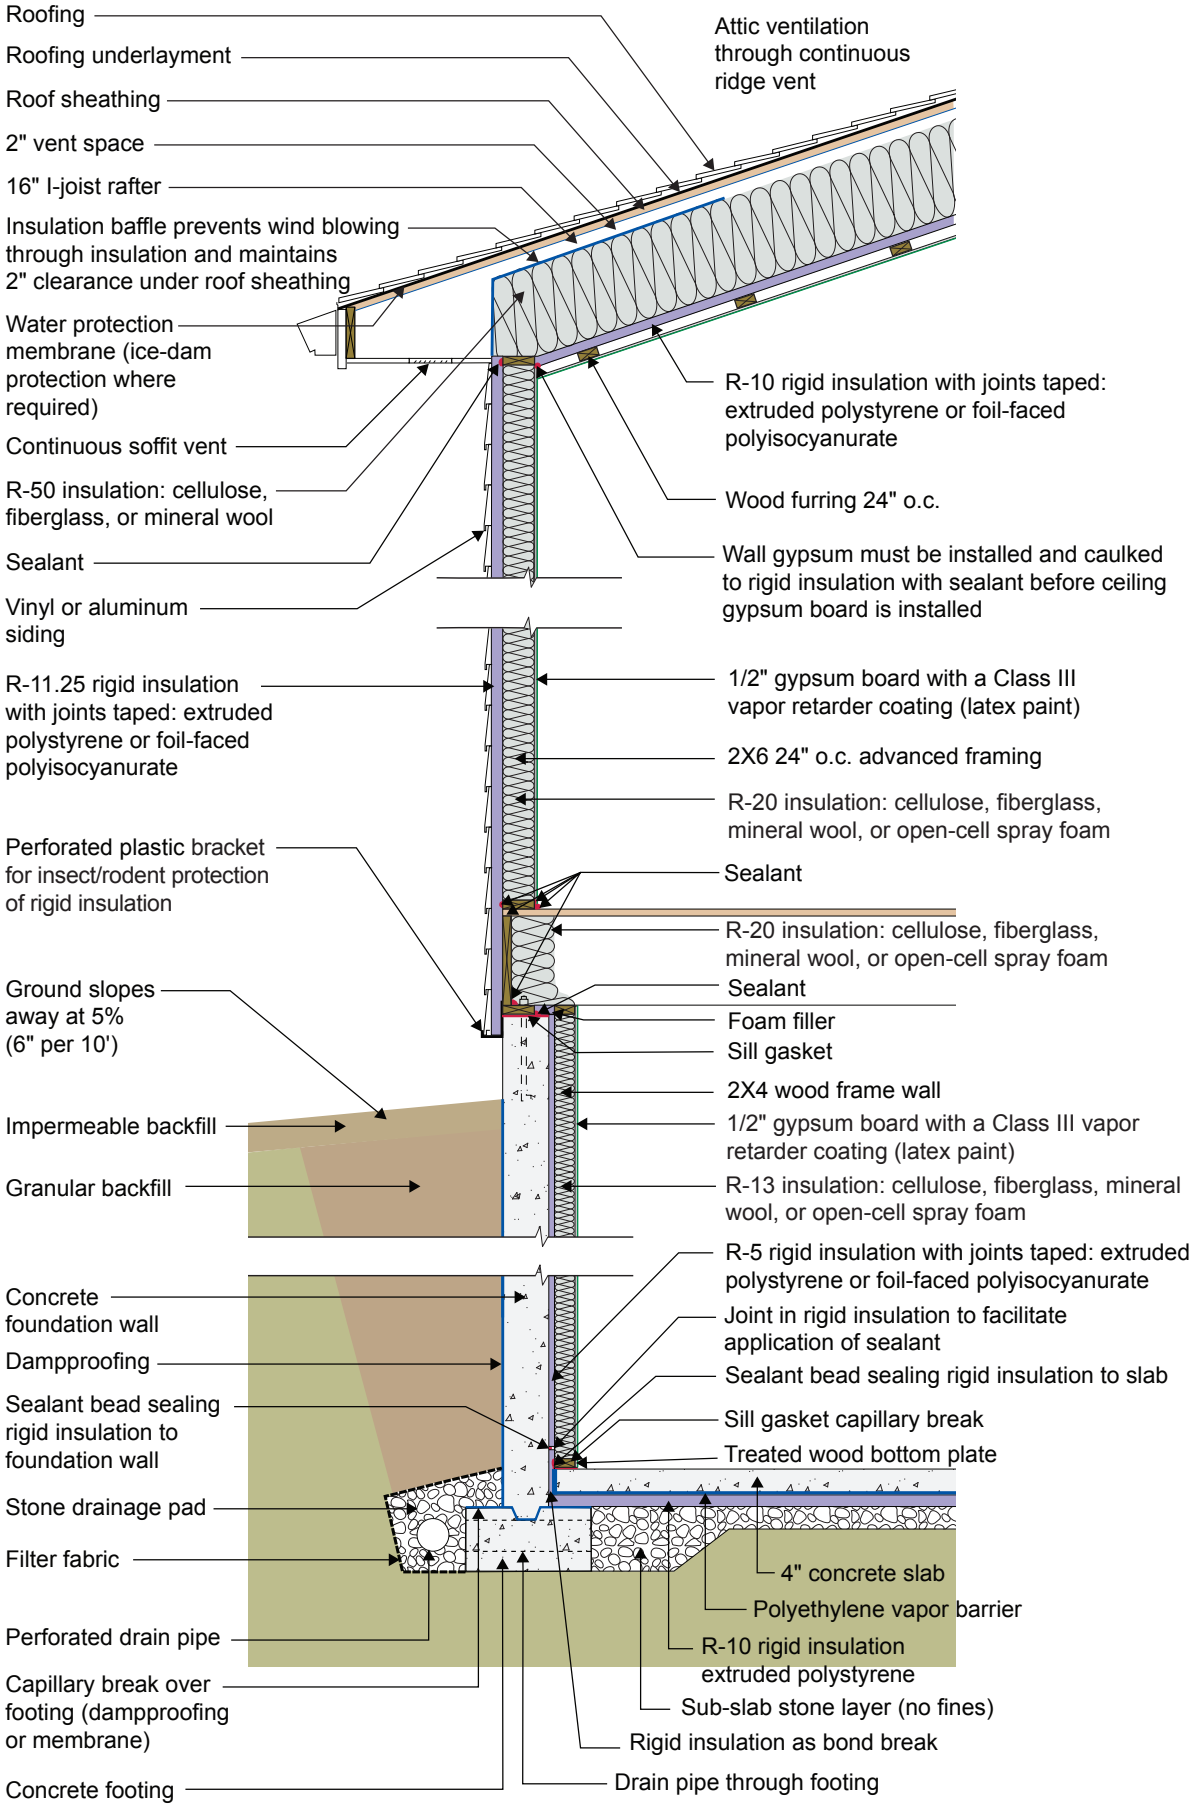 Roofing
Roofing underlayment
Roof sheathing
2" vent space
16" I-joist rafter
Insulation baffle prevents wind blowing
through insulation and maintains
2" clearance under roof sheathing
Water protection
membrane (ice-dam
protection where
required)
Continuous soffit vent
R-50 insulation: cellulose,
fiberglass, or mineral wool
Sealant
Vinyl or aluminum
siding
R-11.25 rigid insulation
with joints taped: extruded
polystyrene or foil-faced
polyisocyanurate
Perforated plastic bracket
for insect/rodent protection
of rigid insulation
Ground slopes
away at 5%
(6" per 10')
Impermeable backfill
Granular backfill
Concrete
foundation wall
Dampproofing
Sealant bead sealing
rigid insulation to
foundation wall
Stone drainage pad
Filter fabric
Perforated drain pipe
Capillary break over
footing (dampproofing
or membrane)
Concrete footing
Attic ventilation
through continuous
ridge vent
R-10 rigid insulation with joints taped:
extruded polystyrene or foil-faced
polyisocyanurate
Wood furring 24" o.c.
Wall gypsum must be installed and caulked
to rigid insulation with sealant before ceiling
gypsum board is installed
1/2" gypsum board with a Class III
vapor retarder coating (latex paint)
2X6 24" o.c. advanced framing
R-20 insulation: cellulose, fiberglass,
mineral wool, or open-cell spray foam
Sealant
R-20 insulation: cellulose, fiberglass,
mineral wool, or open-cell spray foam
Sealant
Foam filler
Sill gasket
2X4 wood frame wall
1/2" gypsum board with a Class III vapor
retarder coating (latex paint)
R-13 insulation: cellulose, fiberglass, mineral
wool, or open-cell spray foam
R-5 rigid insulation with joints taped: extruded
polystyrene or foil-faced polyisocyanurate
Joint in rigid insulation to facilitate
application of sealant
Sealant bead sealing rigid insulation to slab
Sill gasket capillary break
Treated wood bottom plate
4" concrete slab
Polyethylene vapor barrier
R-10 rigid insulation
extruded polystyrene
Sub-slab stone layer (no fines)
Rigid insulation as bond break
Drain pipe through footing